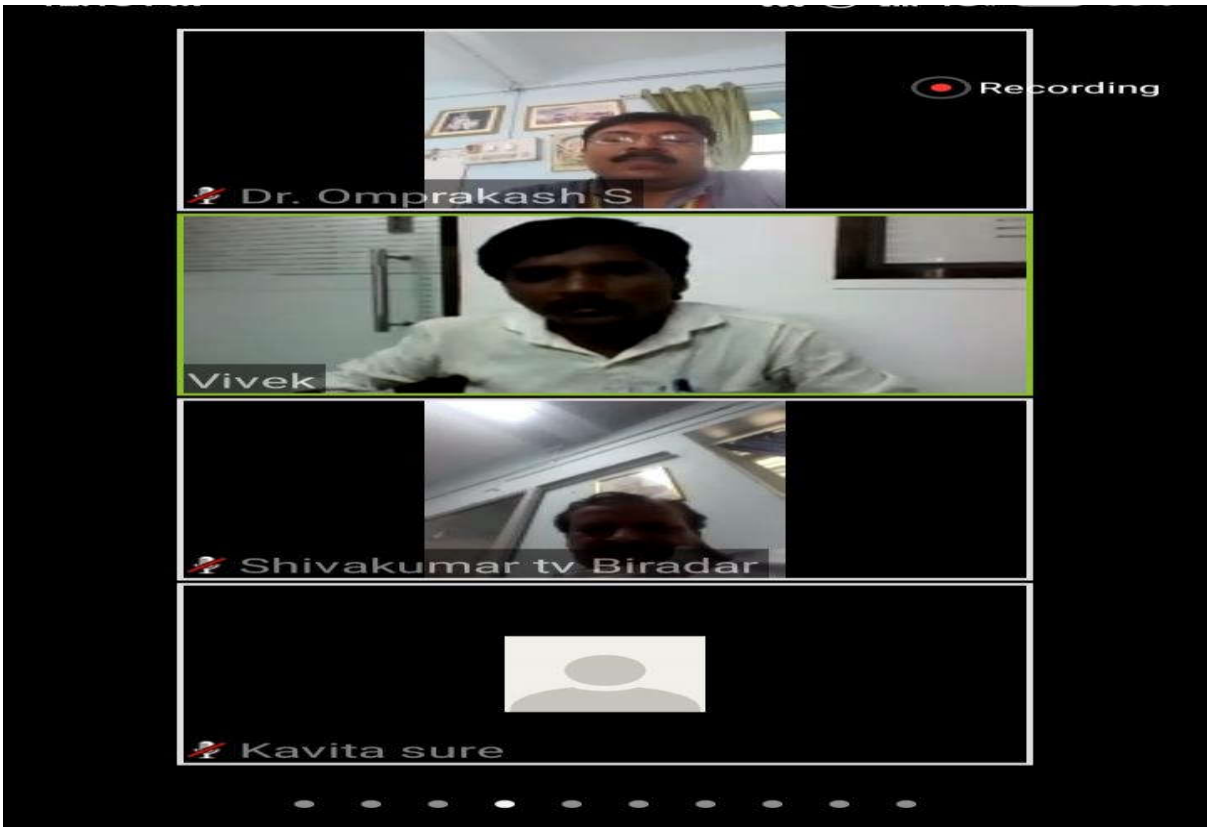 Recording
Dr. Omprakash S
Vivek
Shivakumar tv Biradar
Kavita sure